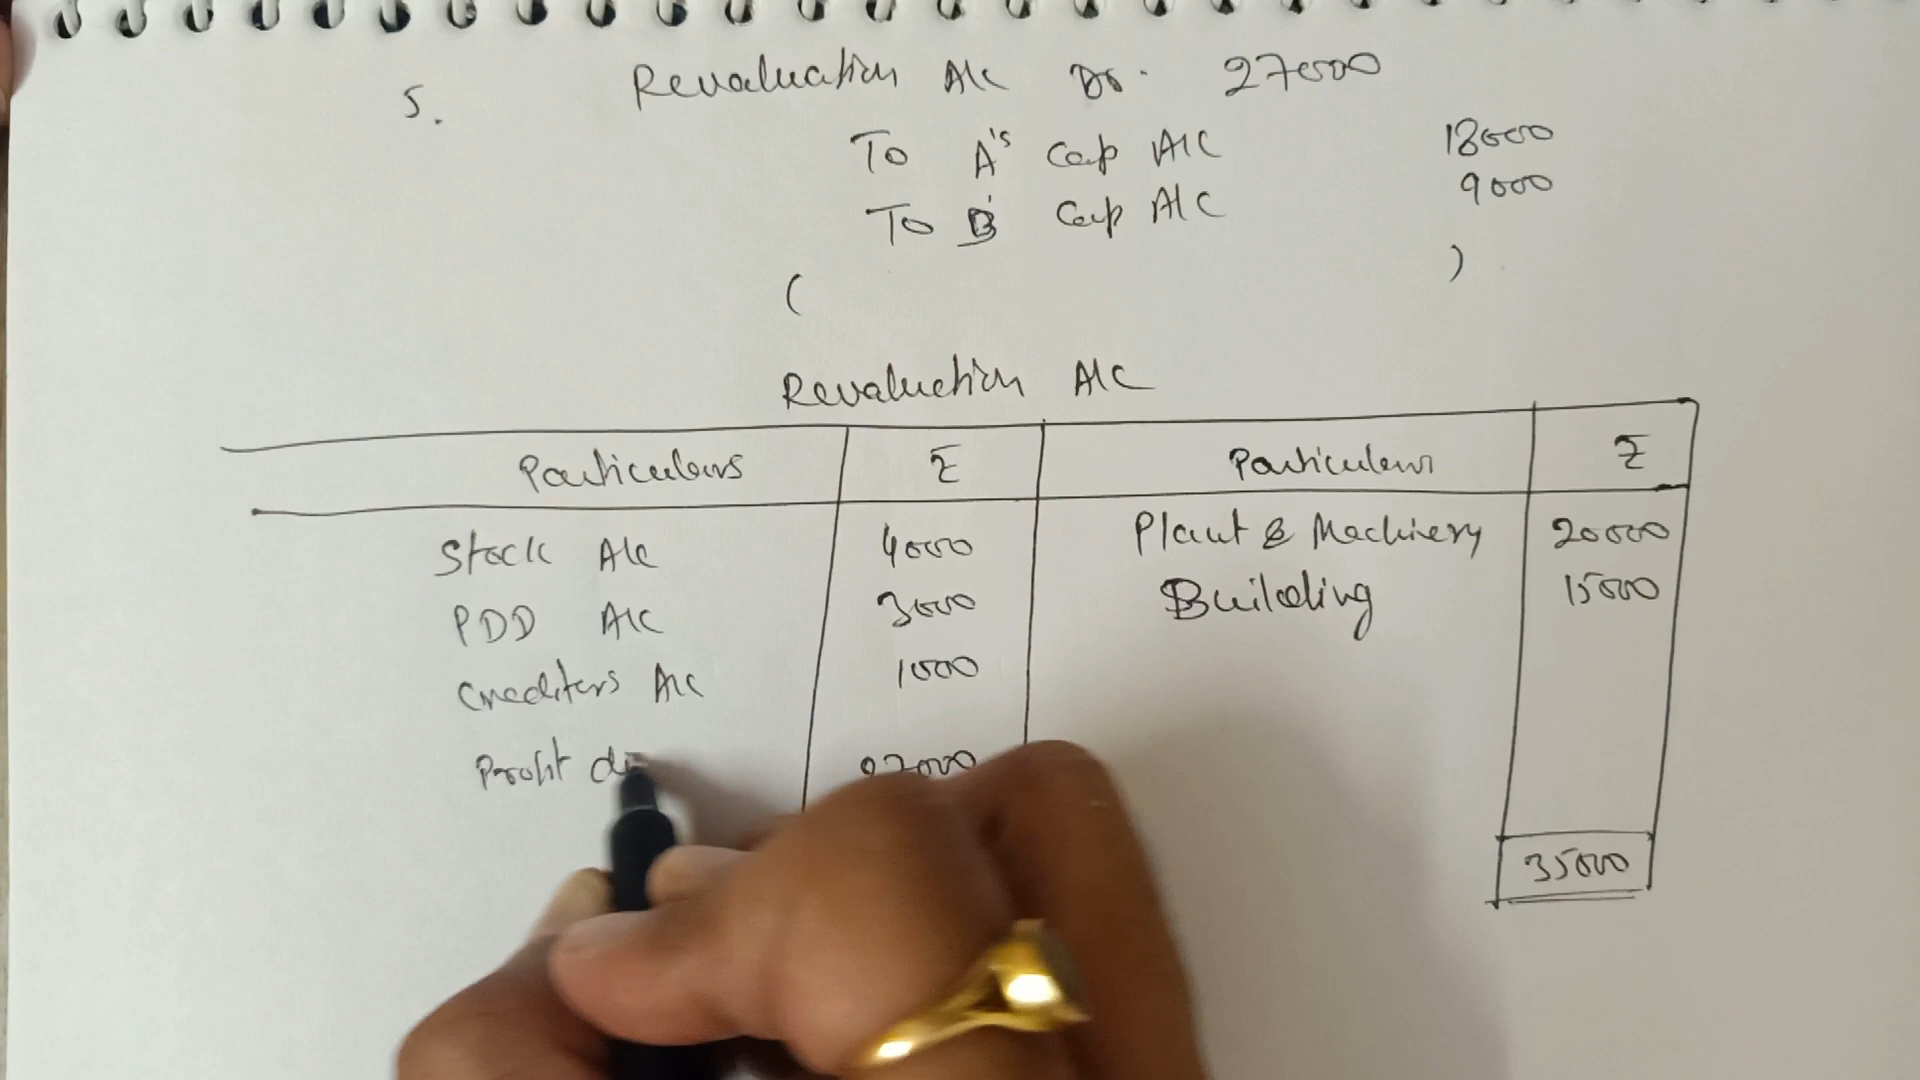 5. Revaluation A/c Dr. 27000
To A's Cap A/C 18000
To B' Cap A/C 9000
( )
Revaluation A/C
Particulars ₹ Particulars ₹
Stock A/c 4000 Plant & Machinery 20000
PDD A/C 3000 Building 15000
Creditors A/c 1000
Profit 27000
35000